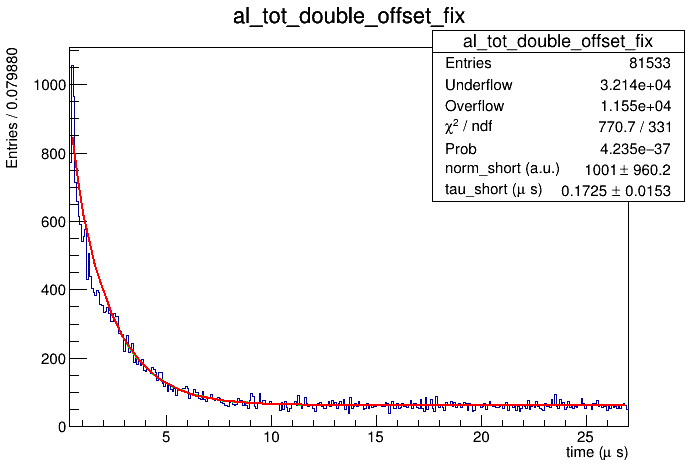 al_tot_double_offset_fix
al_tot_double_offset_fix
Entries 81533
Underflow 3.214e+04
Overflow 1.155e+04
χ² / ndf 770.7 / 331
Prob 4.235e−37
norm_short (a.u.) 1001 ± 960.2
tau_short (μ s) 0.1725 ± 0.0153
Entries / 0.079880
1000
800
600
400
200
0
5 10 15 20 25
time (μ s)